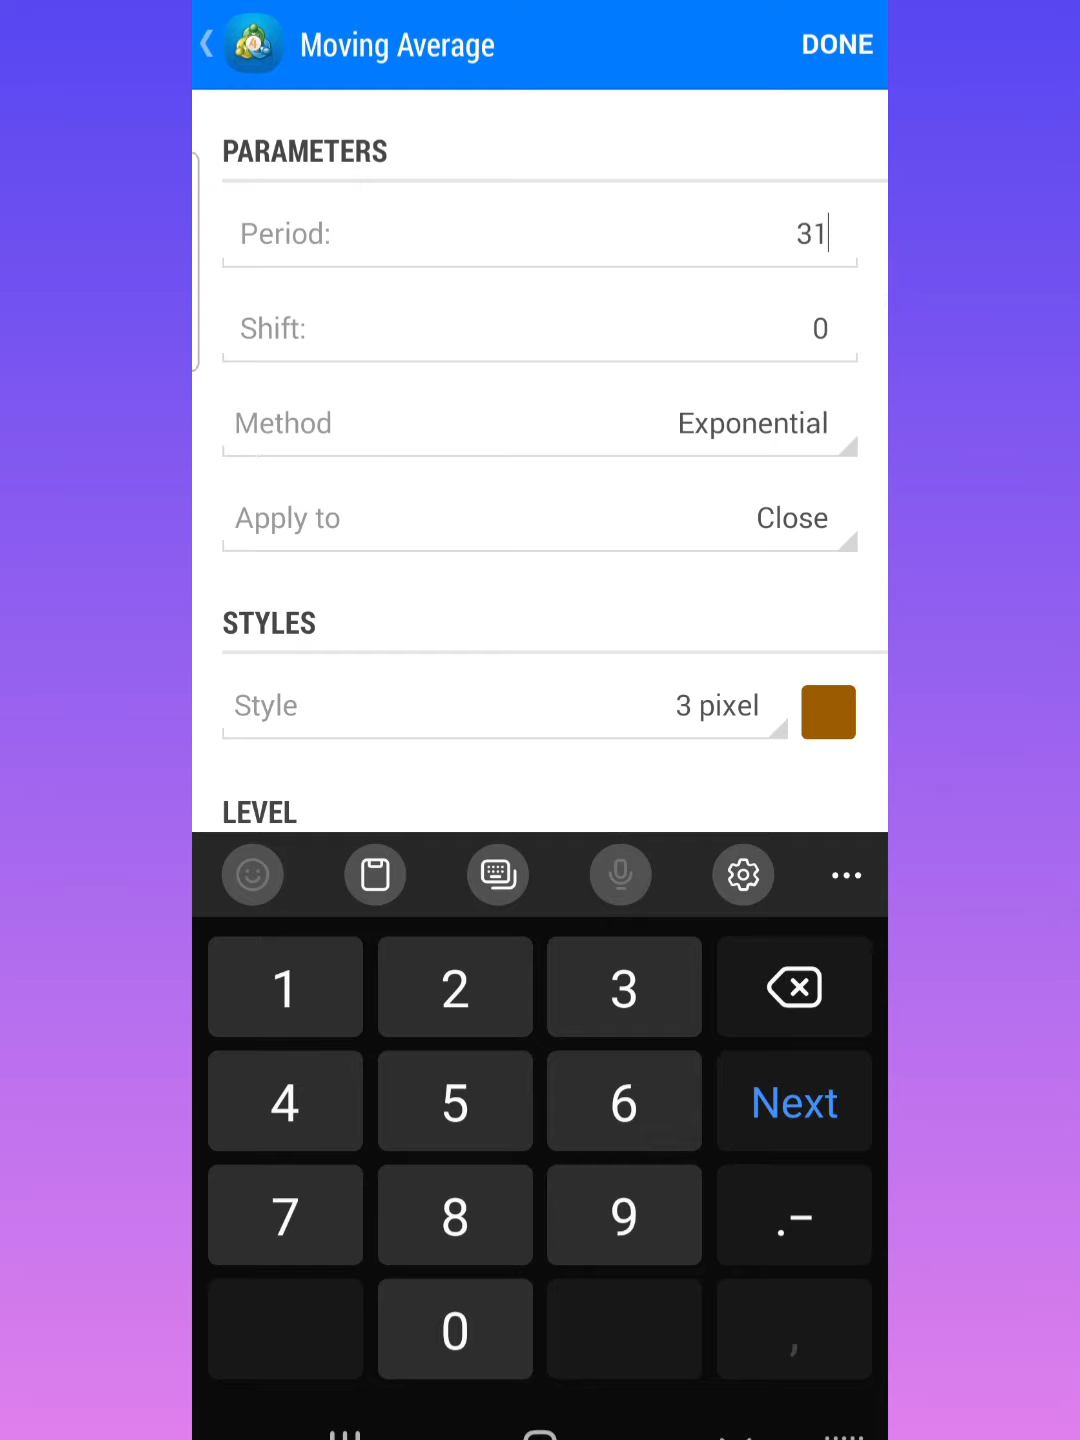 Moving Average DONE
PARAMETERS
Period: 31
Shift: 0
Method Exponential
Apply to Close
STYLES
Style 3 pixel
LEVEL
1 2 3
4 5 6 Next
7 8 9 .-
0 ,